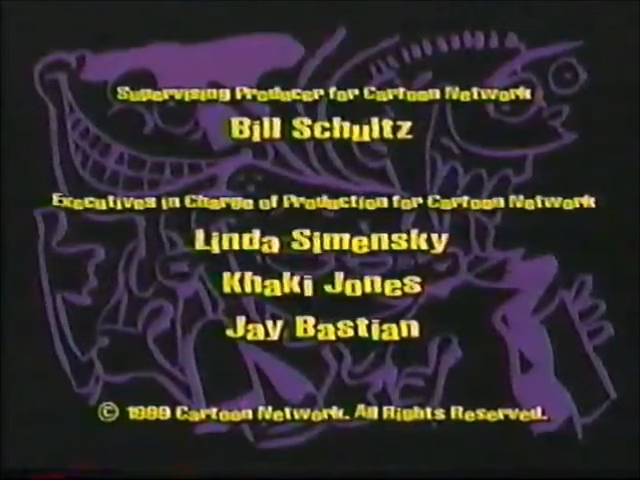 Supervising Producer for Cartoon Network
Bill Schultz
Executives in Charge of Production for Cartoon Network
Linda Simensky
Khaki Jones
Jay Bastian
© 1999 Cartoon Network. All Rights Reserved.